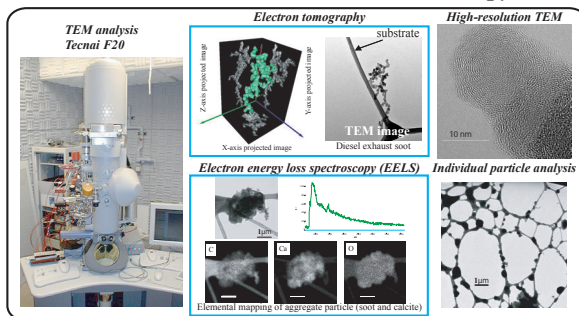 TEM analysis
Tecnai F20
Electron tomography
Z-axis projected image
Y-axis projected image
X-axis projected image
substrate
TEM image
Diesel exhaust soot
High-resolution TEM
10 nm
Electron energy loss spectroscopy (EELS)
1µm
C
Ca
O
Elemental mapping of aggregate particle (soot and calcite)
Individual particle analysis
1µm